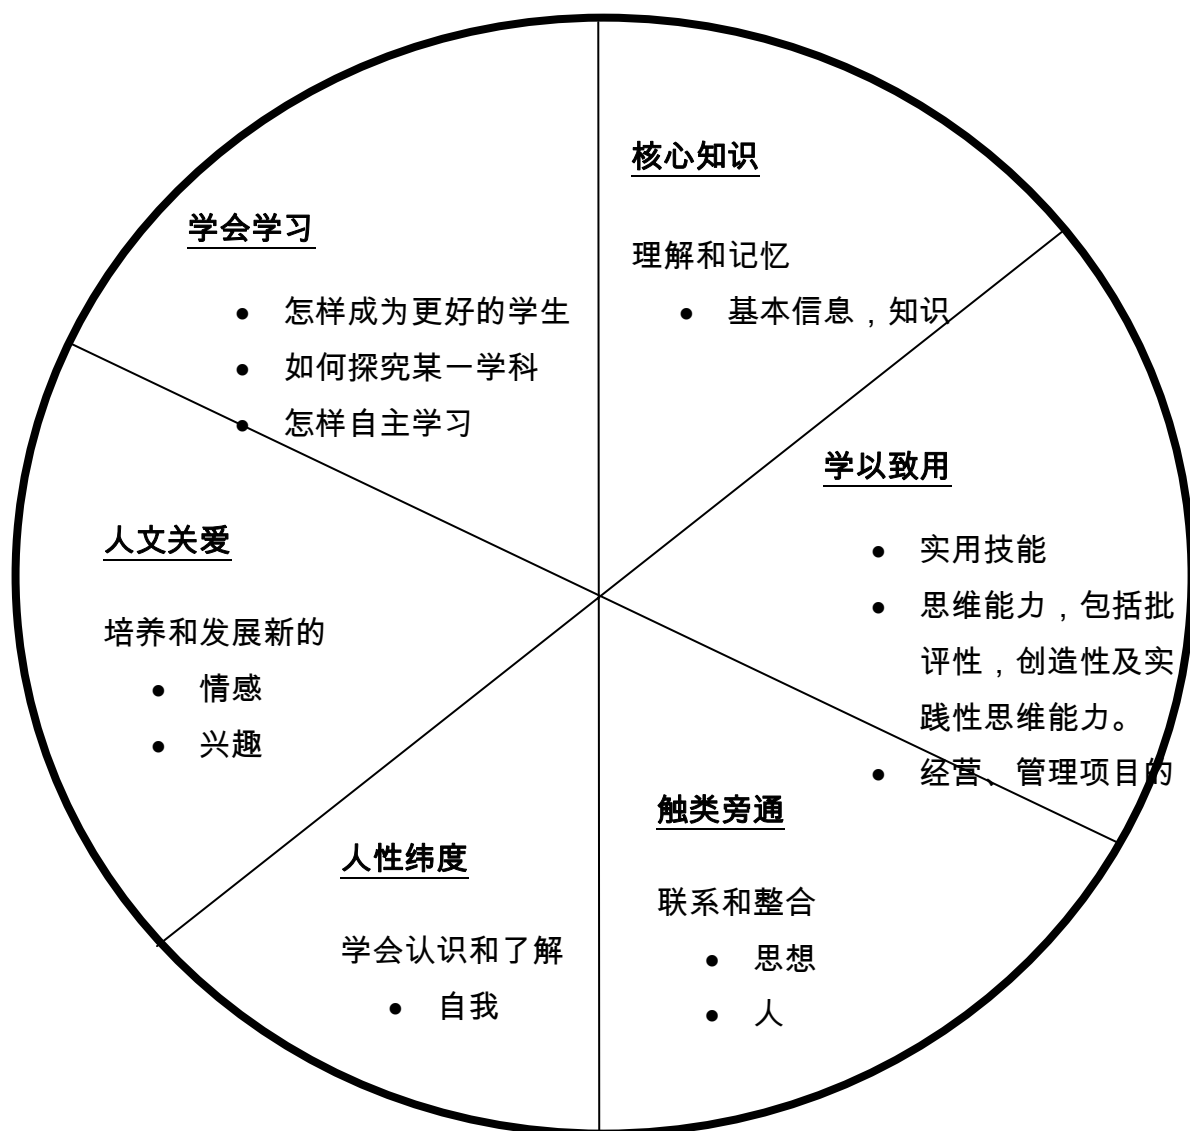 核心知识
理解和记忆
● 基本信息，知识
学以致用
● 实用技能
● 思维能力，包括批
评性，创造性及实
践性思维能力。
● 经营、管理项目的
触类旁通
联系和整合
● 思想
● 人
人性纬度
学会认识和了解
● 自我
人文关爱
培养和发展新的
● 情感
● 兴趣
学会学习
● 怎样成为更好的学生
● 如何探究某一学科
● 怎样自主学习